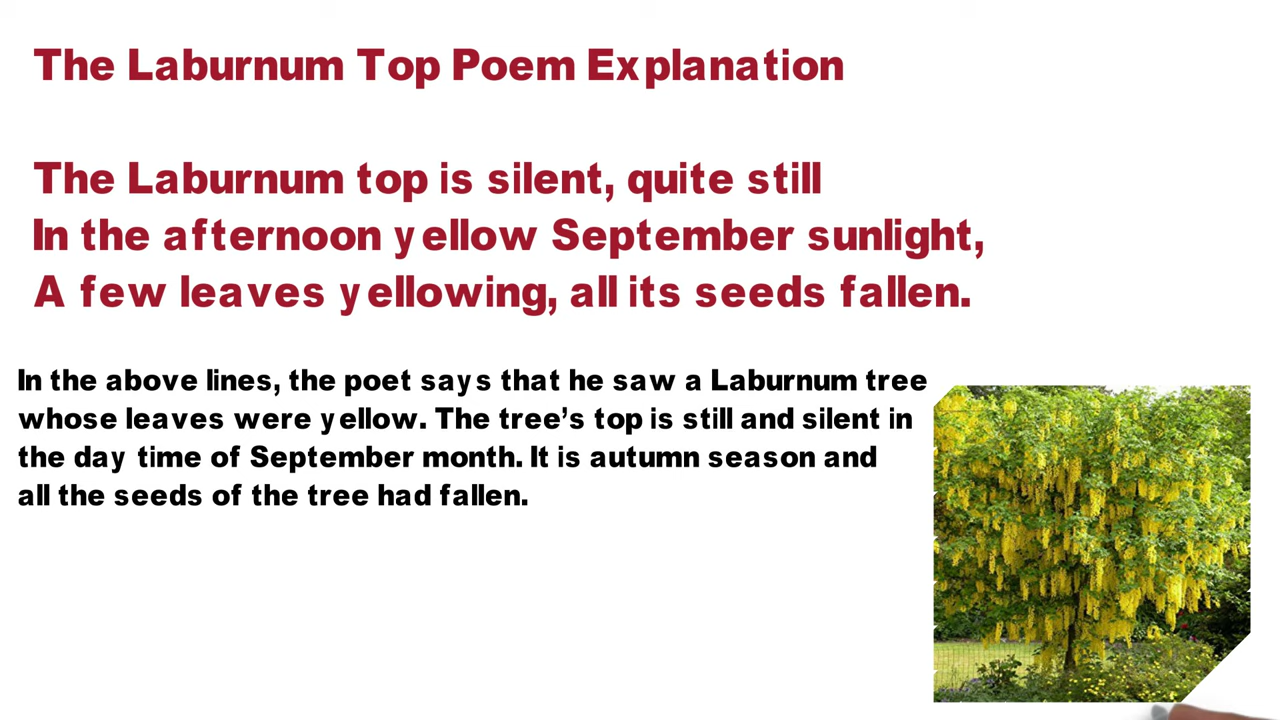 The Laburnum Top Poem Explanation
The Laburnum top is silent, quite still
In the afternoon yellow September sunlight,
A few leaves yellowing, all its seeds fallen.
In the above lines, the poet says that he saw a Laburnum tree
whose leaves were yellow. The tree’s top is still and silent in
the day time of September month. It is autumn season and
all the seeds of the tree had fallen.